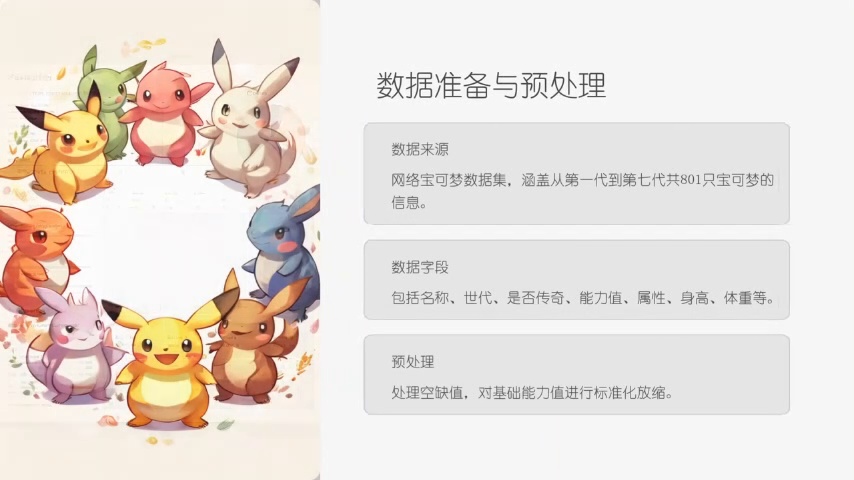 数据准备与预处理
数据来源
网络宝可梦数据集，涵盖从第一代到第七代共801只宝可梦的
信息。
数据字段
包括名称、世代、是否传奇、能力值、属性、身高、体重等。
预处理
处理空缺值，对基础能力值进行标准化放缩。